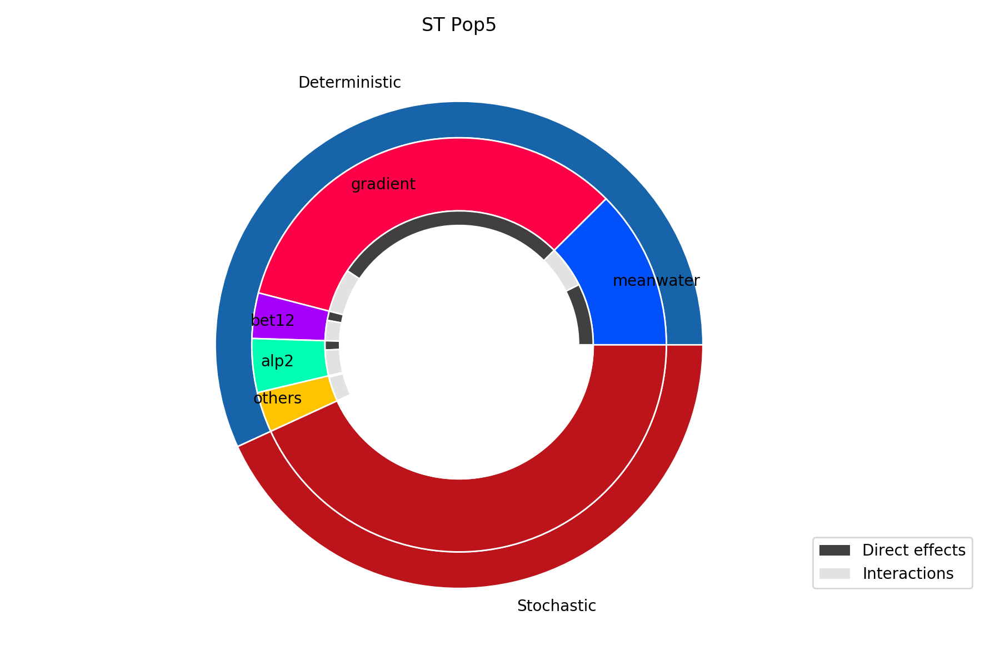 ST Pop5
Deterministic
gradient
meanwater
bet12
alp2
others
Direct effects
Interactions
Stochastic